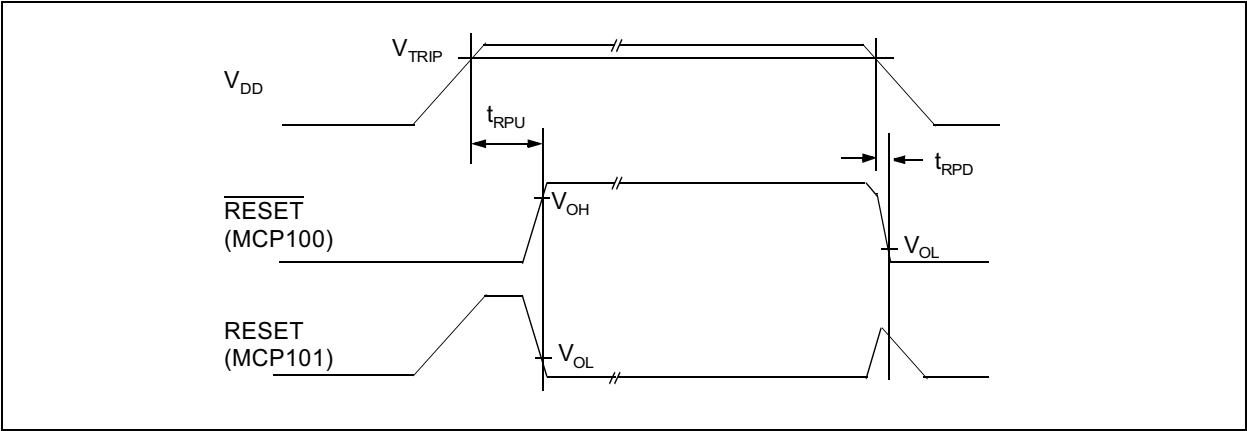 VTRIP
VDD
tRPU
tRPD
RESET
(MCP100)
VOH
VOL
RESET
(MCP101)
VOL